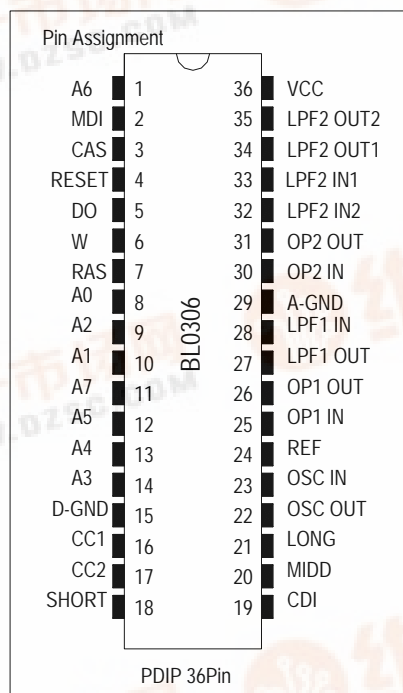 Pin Assignment
A6 1 36 VCC
MDI 2 35 LPF2 OUT2
CAS 3 34 LPF2 OUT1
RESET 4 33 LPF2 IN1
DO 5 32 LPF2 IN2
W 6 31 OP2 OUT
RAS 7 30 OP2 IN
A0 8 29 A-GND
A2 9 28 LPF1 IN
A1 10 27 LPF1 OUT
A7 11 26 OP1 OUT
A5 12 25 OP1 IN
A4 13 24 REF
A3 14 23 OSC IN
D-GND 15 22 OSC OUT
CC1 16 21 LONG
CC2 17 20 MIDD
SHORT 18 19 CDI
BL0306
PDIP 36Pin